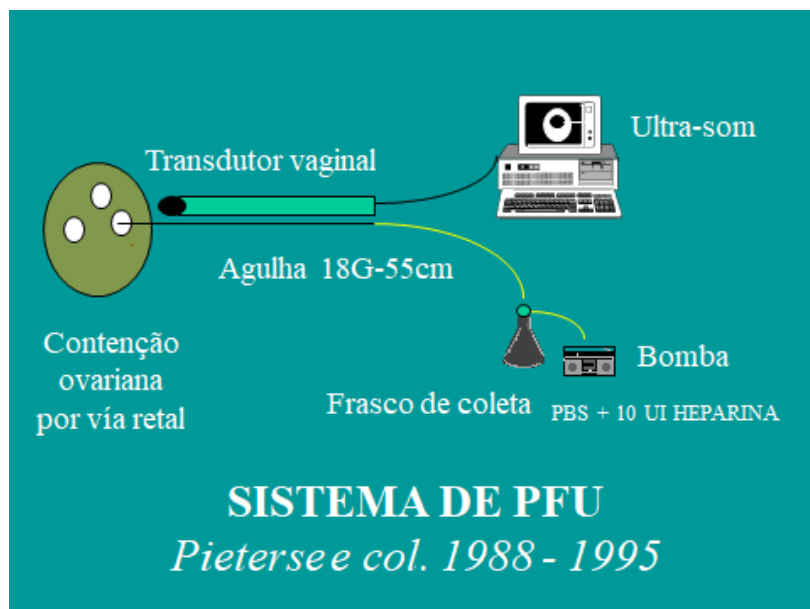 Ultra-som
Transdutor vaginal
Agulha 18G-55cm
Contenção
ovariana
por vía retal
Bomba
Frasco de coleta
PBS + 10 UI HEPARINA
SISTEMA DE PFU
Pieterse e col. 1988 - 1995